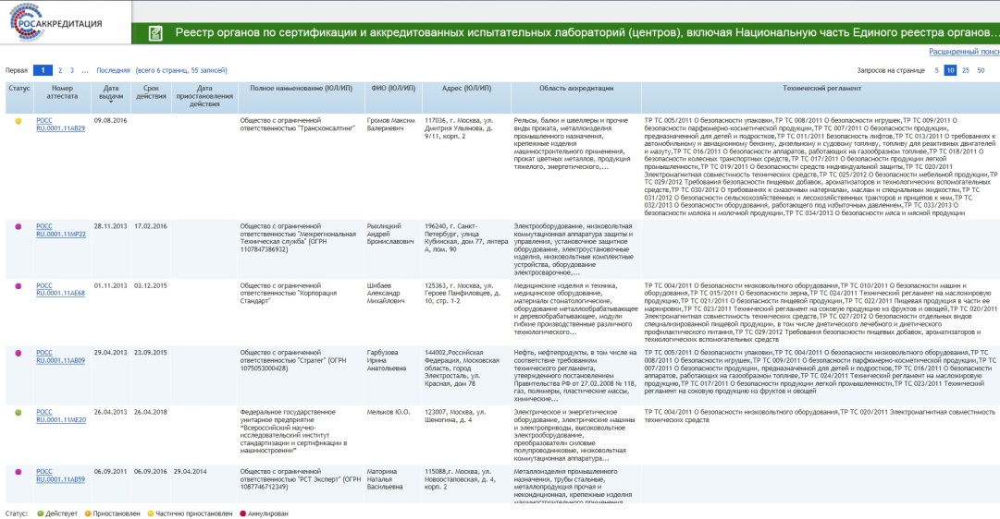 РОСАККРЕДИТАЦИЯ
Реестр органов по сертификации и аккредитованных испытательных лабораторий (центров), включая Национальную часть Единого реестра органов...
Расширенный поиск
Первая 1 2 3 ... Последняя (всего 6 страниц, 55 записей)
Запросов на странице 5 10 25 50
Статус
Номер
аттестата
Дата
выдачи
Срок
действия
Дата
приостановления
действия
Полное наименование (ЮЛ/ИП)
ФИО (ЮЛ/ИП)
Адрес (ЮЛ/ИП)
Область аккредитации
Технический регламент
РОСС
RU.0001.11АВ29
09.08.2016
Общество с ограниченной
ответственностью "Трансконсалтинг"
Громов Максим
Валериевич
117036, г. Москва, ул.
Дмитрия Ульянова, д.
9/11, корп. 2
Рельсы, балки и швеллеры и прочие
виды проката, металлоизделия
промышленного назначения,
крепежные изделия
машиностроительного применения,
прокат цветных металлов, продукция
тяжелого, энергетического,...
ТР ТС 005/2011 О безопасности упаковки,ТР ТС 008/2011 О безопасности игрушек,ТР ТС 009/2011 О
безопасности парфюмерно-косметической продукции,ТР ТС 007/2011 О безопасности продукции,
предназначенной для детей и подростков,ТР ТС 011/2011 Безопасность лифтов,ТР ТС 013/2011 О требованиях к
автомобильному и авиационному бензину, дизельному и судовому топливу, топливу для реактивных двигателей
и мазуту,ТР ТС 016/2011 О безопасности аппаратов, работающих на газообразном топливе,ТР ТС 018/2011 О
безопасности колесных транспортных средств,ТР ТС 017/2011 О безопасности продукции легкой
промышленности,ТР ТС 019/2011 О безопасности средств индивидуальной защиты,ТР ТС 020/2011
Электромагнитная совместимость технических средств,ТР ТС 025/2012 О безопасности мебельной продукции,ТР ТС
029/2012 Требования безопасности пищевых добавок, ароматизаторов и технологических вспомогательных
средств,ТР ТС 030/2012 О требованиях к смазочным материалам, маслам и специальным жидкостям,ТР ТС
031/2012 О безопасности сельскохозяйственных и лесохозяйственных тракторов и прицепов к ним,ТР ТС
032/2013 О безопасности оборудования, работающего под избыточным давлением,ТР ТС 033/2013 О
безопасности молока и молочной продукции,ТР ТС 034/2013 О безопасности мяса и мясной продукции
РОСС
RU.0001.11МР22
28.11.2013
17.02.2016
Общество с ограниченной
ответственностью "Межрегиональная
Техническая служба" (ОГРН
1107847386932)
Рыхлицкий
Андрей
Брониславович
196240, г. Санкт-
Петербург, улица
Кубинская, дом 77, литера
А, пом. 90
Электрооборудование, низковольтная
коммутационная аппаратура защиты и
управления, установочное защитное
оборудование, электроустановочные
изделия, низковольтные комплектные
устройства, оборудование
электросварочное,...
РОСС
RU.0001.11АЕ68
01.11.2013
03.12.2015
Общество с ограниченной
ответственностью "Корпорация
Стандарт"
Шибаев
Александр
Михайлович
125363, г. Москва, ул.
Героев Панфиловцев, д.
10, стр. 1-2
Медицинские изделия и техника,
медицинское оборудование,
материалы стоматологические,
оборудование металлообрабатывающее
и деревообрабатывающее, модули
гибкие производственные различного
технологического...
ТР ТС 004/2011 О безопасности низковольтного оборудования,ТР ТС 010/2011 О безопасности машин и
оборудования,ТР ТС 015/2011 О безопасности зерна,ТР ТС 024/2011 Технический регламент на масложировую
продукцию,ТР ТС 021/2011 О безопасности пищевой продукции,ТР ТС 022/2011 Пищевая продукция в части ее
маркировки,ТР ТС 023/2011 Технический регламент на соковую продукцию из фруктов и овощей,ТР ТС 020/2011
Электромагнитная совместимость технических средств,ТР ТС 027/2012 О безопасности отдельных видов
специализированной пищевой продукции, в том числе диетического лечебного и диетического
профилактического питания,ТР ТС 029/2012 Требования безопасности пищевых добавок, ароматизаторов и
технологических вспомогательных средств
РОСС
RU.0001.11АВ09
29.04.2013
23.09.2015
Общество с ограниченной
ответственностью "Стратег" (ОГРН
1075053000428)
Гарбузова
Ирина
Анатольевна
144002,Российская
Федерация, Московская
область, город
Электросталь, ул.
Красная, дом 78
Нефть, нефтепродукты, в том числе на
соответствие требованиям
технического регламента,
утвержденного постановлением
Правительства РФ от 27.02.2008 № 118,
газ, полимеры, пластические массы,
химические...
ТР ТС 005/2011 О безопасности упаковки,ТР ТС 004/2011 О безопасности низковольтного оборудования,ТР ТС
008/2011 О безопасности игрушек,ТР ТС 009/2011 О безопасности парфюмерно-косметической продукции,ТР ТС
007/2011 О безопасности продукции, предназначенной для детей и подростков,ТР ТС 016/2011 О безопасности
аппаратов, работающих на газообразном топливе,ТР ТС 024/2011 Технический регламент на масложировую
продукцию,ТР ТС 017/2011 О безопасности продукции легкой промышленности,ТР ТС 023/2011 Технический
регламент на соковую продукцию из фруктов и овощей
РОСС
RU.0001.11МЕ20
26.04.2013
26.04.2018
Федеральное государственное
унитарное предприятие
"Всероссийский научно-
исследовательский институт
стандартизации и сертификации в
машиностроении"
Мельков Ю.О.
123007, Москва, ул.
Шеногина, д. 4
Электрическое и энергетическое
оборудование, электрические машины
и электроприводы, высоковольтное
электрооборудование,
преобразователи силовые
полупроводниковые, низковольтная
коммутационная аппаратура...
ТР ТС 004/2011 О безопасности низковольтного оборудования,ТР ТС 020/2011 Электромагнитная совместимость
технических средств
РОСС
RU.0001.11АВ59
06.09.2011
06.09.2016
29.04.2014
Общество с ограниченной
ответственностью "РСТ Эксперт" (ОГРН
1087746712349)
Маторина
Наталья
Васильевна
115088,г. Москва, ул.
Новоостаповская, д. 4,
корп. 2
Металлоизделия промышленного
назначения, трубы стальные,
металлопродукция прочая и
некондиционная, крепежные изделия
машиностроительного применения
Статус: Действует Приостановлен Частично приостановлен Аннулирован